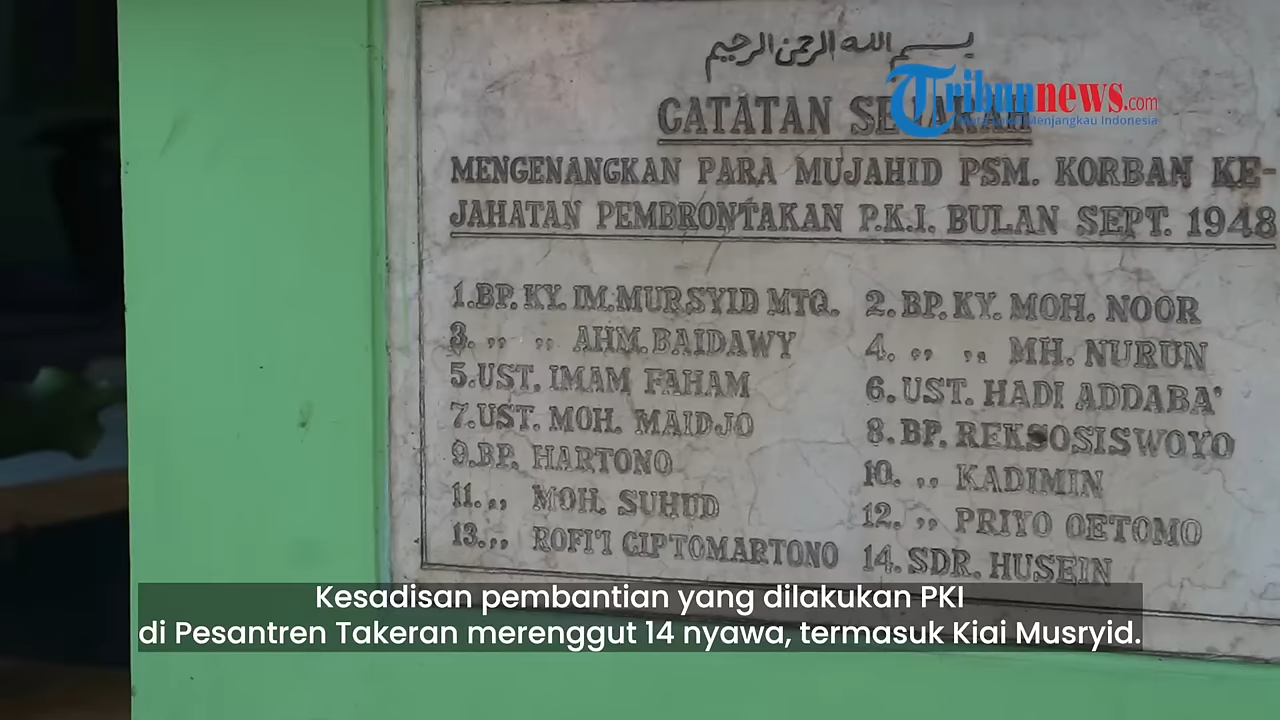 بسم الله الرحمن الرحيم
CATATAN SEJARAH
Tribunnews.com
Menjangkau Indonesia
MENGENANGKAN PARA MUJAHID PSM. KORBAN KE-
JAHATAN PEMBRONTAKAN P.K.I. BULAN SEPT. 1948
1. BP. KY. IM. MURSYID MTQ. 2. BP. KY. MOH. NOOR
3. ,, ,, AHM. BAIDAWY 4. ,, ,, MH. NURUN
5. UST. IMAM FAHAM 6. UST. HADI ADDABA'
7. UST. MOH. MAIDJO 8. BP. REKSOSISWOYO
9. BP. HARTONO 10. ,, KADIMIN
11. ,, MOH. SUHUD 12. ,, PRIYO OETOMO
13. ,, ROFI'I CIPTOMARTONO 14. SDR. HUSEIN
Kesadisan pembantian yang dilakukan PKI
di Pesantren Takeran merenggut 14 nyawa, termasuk Kiai Musryid.